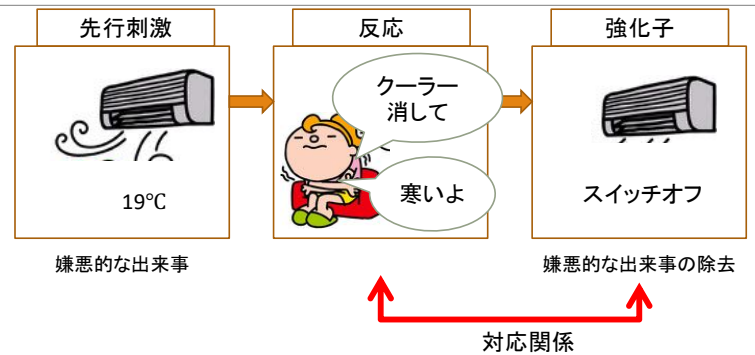 先行刺激
反応
強化子
クーラー
消して
寒いよ
19℃
スイッチオフ
嫌悪的な出来事
嫌悪的な出来事の除去
対応関係